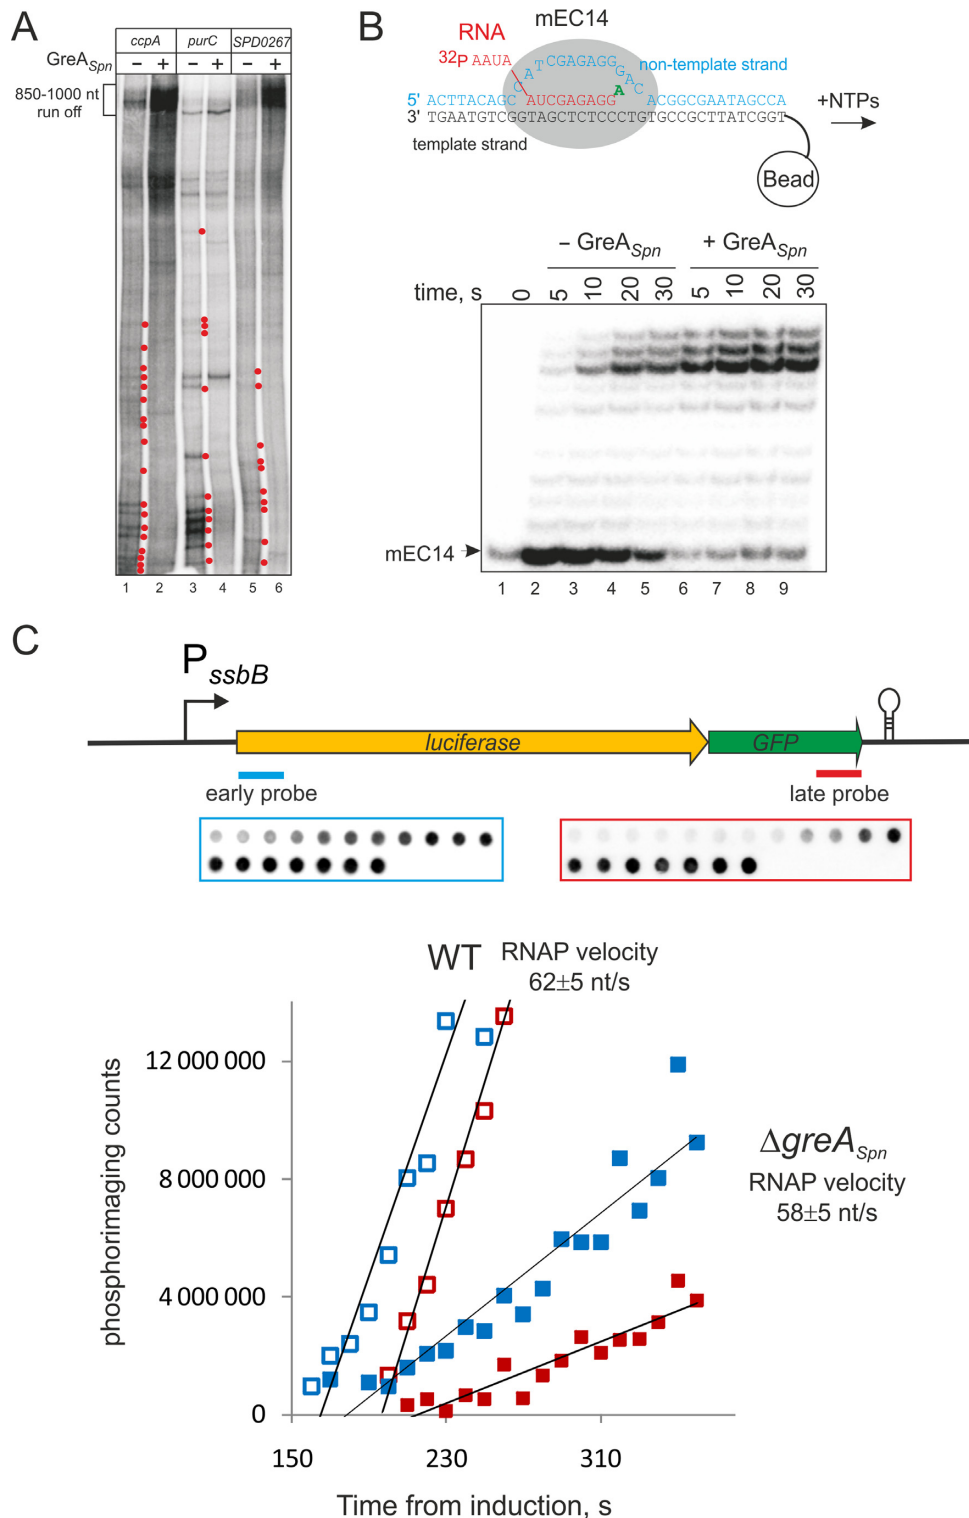 A
ccpA purC SPD0267
GreA Spn – + – + – +
850-1000 nt
run off
1 2 3 4 5 6
B
mEC14
RNA
32P AAUA
CATCGAGAGGGAC
non-template strand
A
5' ACTTACAGC AUCGAGAGG ACGGCGAATAGCCA
3' TGAATGTCGGTAGCTCTCCCTGTGCCGCTTATCGGT
template strand
+NTPs
Bead
– GreA Spn + GreA Spn
time, s 0 5 10 20 30 5 10 20 30
mEC14
1 2 3 4 5 6 7 8 9
C
P ssbB
luciferase GFP
early probe late probe
WT RNAP velocity
62±5 nt/s
phosphorimaging counts
12 000 000
8 000 000
4 000 000
0
ΔgreA Spn
RNAP velocity
58±5 nt/s
150 230 310
Time from induction, s